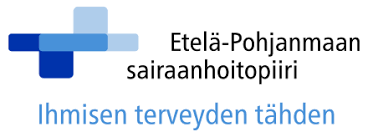 Etelä-Pohjanmaan
sairaanhoitopiiri
Ihmisen terveyden tähden